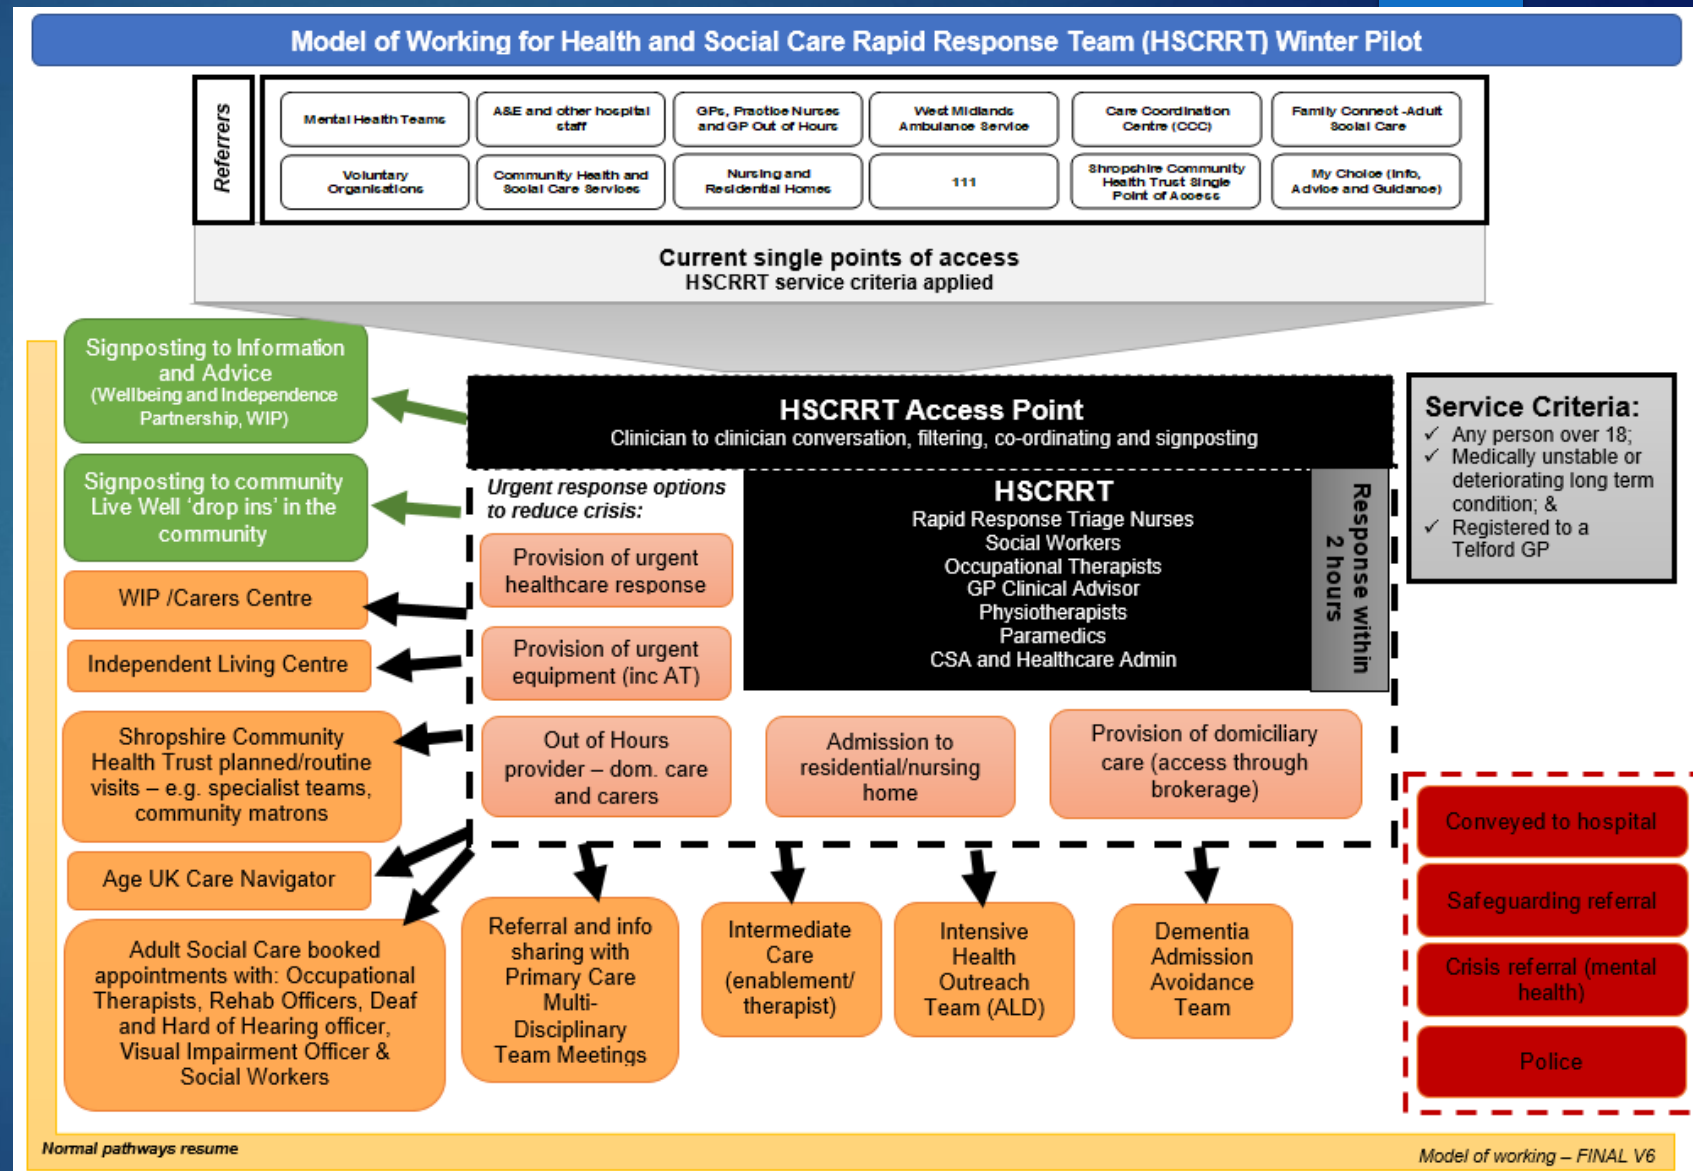 Model of Working for Health and Social Care Rapid Response Team (HSCRRT) Winter Pilot
Referrers
Mental Health Teams
A&E and other hospital
staff
GPs, Practice Nurses
and GP Out of Hours
West Midlands
Ambulance Service
Care Coordination
Centre (CCC)
Family Connect -Adult
Social Care
Voluntary
Organisations
Community Health and
Social Care Services
Nursing and
Residential Homes
111
Shropshire Community
Health Trust Single
Point of Access
My Choice (Info,
Advice and Guidance)
Current single points of access
HSCRRT service criteria applied
Signposting to Information
and Advice
(Wellbeing and Independence
Partnership, WIP)
Signposting to community
Live Well ‘drop ins’ in the
community
WIP /Carers Centre
Independent Living Centre
Shropshire Community
Health Trust planned/routine
visits – e.g. specialist teams,
community matrons
Age UK Care Navigator
Adult Social Care booked
appointments with: Occupational
Therapists, Rehab Officers, Deaf
and Hard of Hearing officer,
Visual Impairment Officer &
Social Workers
HSCRRT Access Point
Clinician to clinician conversation, filtering, co-ordinating and signposting
Urgent response options
to reduce crisis:
Provision of urgent
healthcare response
Provision of urgent
equipment (inc AT)
Out of Hours
provider – dom. care
and carers
HSCRRT
Rapid Response Triage Nurses
Social Workers
Occupational Therapists
GP Clinical Advisor
Physiotherapists
Paramedics
CSA and Healthcare Admin
Response within
2 hours
Admission to
residential/nursing
home
Provision of domiciliary
care (access through
brokerage)
Service Criteria:
✓ Any person over 18;
✓ Medically unstable or
deteriorating long term
condition; &
✓ Registered to a
Telford GP
Referral and info
sharing with
Primary Care
Multi-
Disciplinary
Team Meetings
Intermediate
Care
(enablement/
therapist)
Intensive
Health
Outreach
Team (ALD)
Dementia
Admission
Avoidance
Team
Conveyed to hospital
Safeguarding referral
Crisis referral (mental
health)
Police
Normal pathways resume
Model of working – FINAL V6